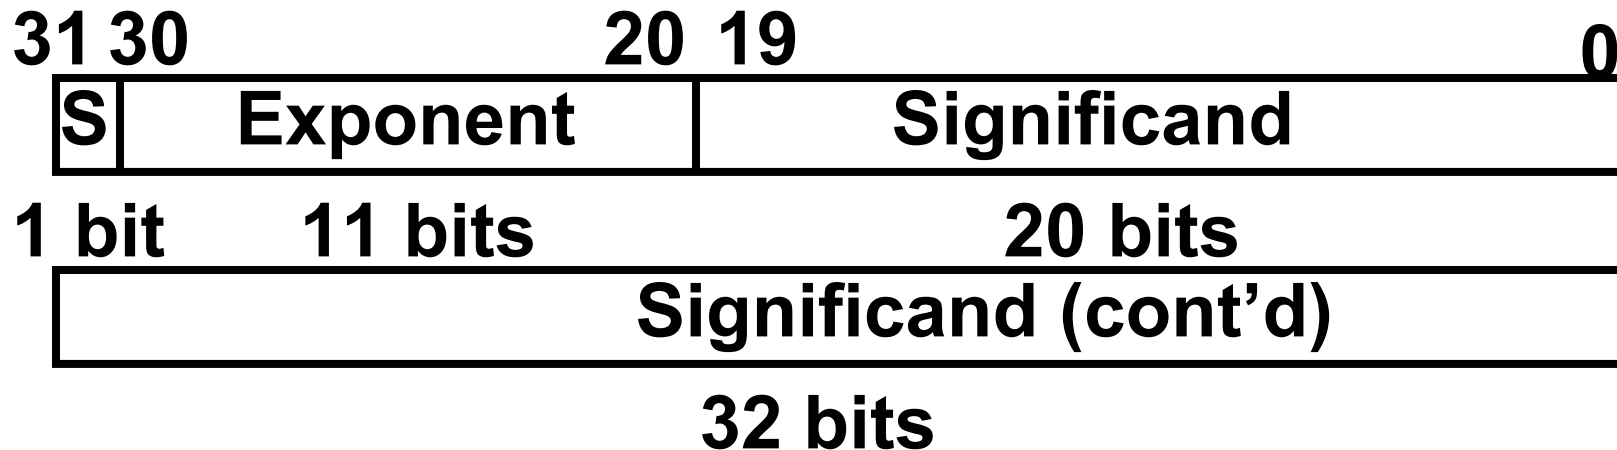 31 30 20 19 0
S Exponent Significand
1 bit 11 bits 20 bits
Significand (cont’d)
32 bits